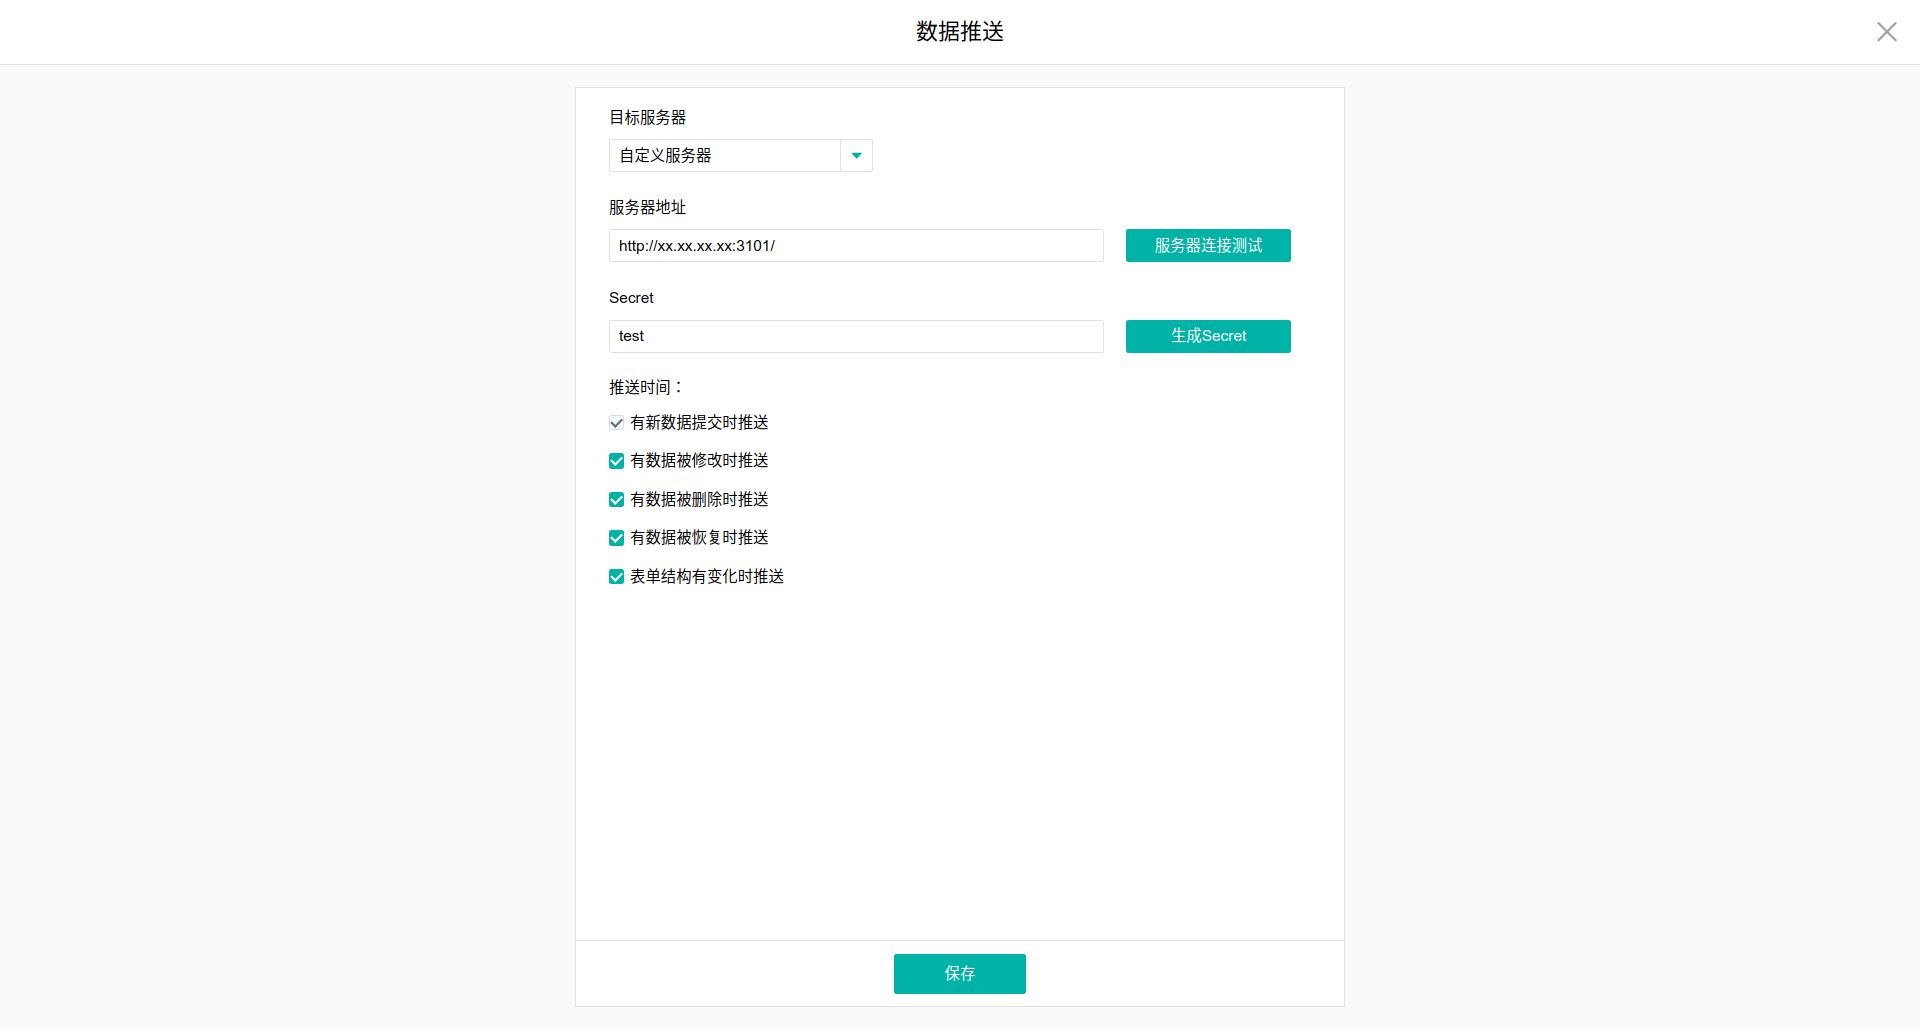 数据推送
目标服务器
自定义服务器
服务器地址
http://xx.xx.xx.xx:3101/
服务器连接测试
Secret
test
生成Secret
推送时间：
有新数据提交时推送
有数据被修改时推送
有数据被删除时推送
有数据被恢复时推送
表单结构有变化时推送
保存